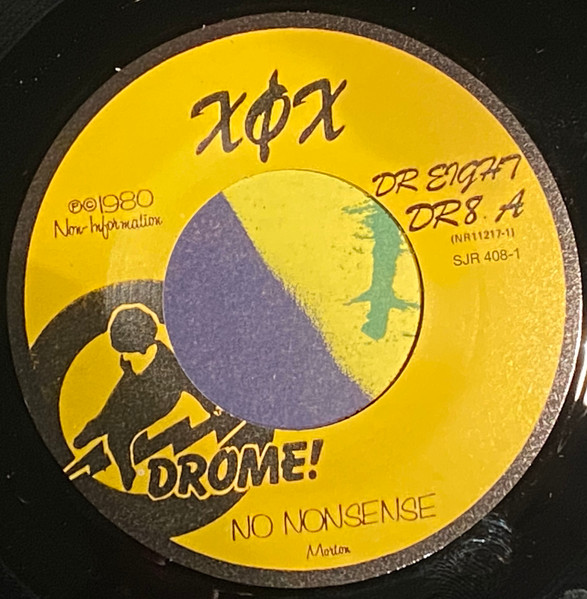 XϕX
℗©1980
Non-Information
DR EIGHT
DR8. A
(NR11217-1)
SJR 408-1
DROME!
NO NONSENSE
Morton